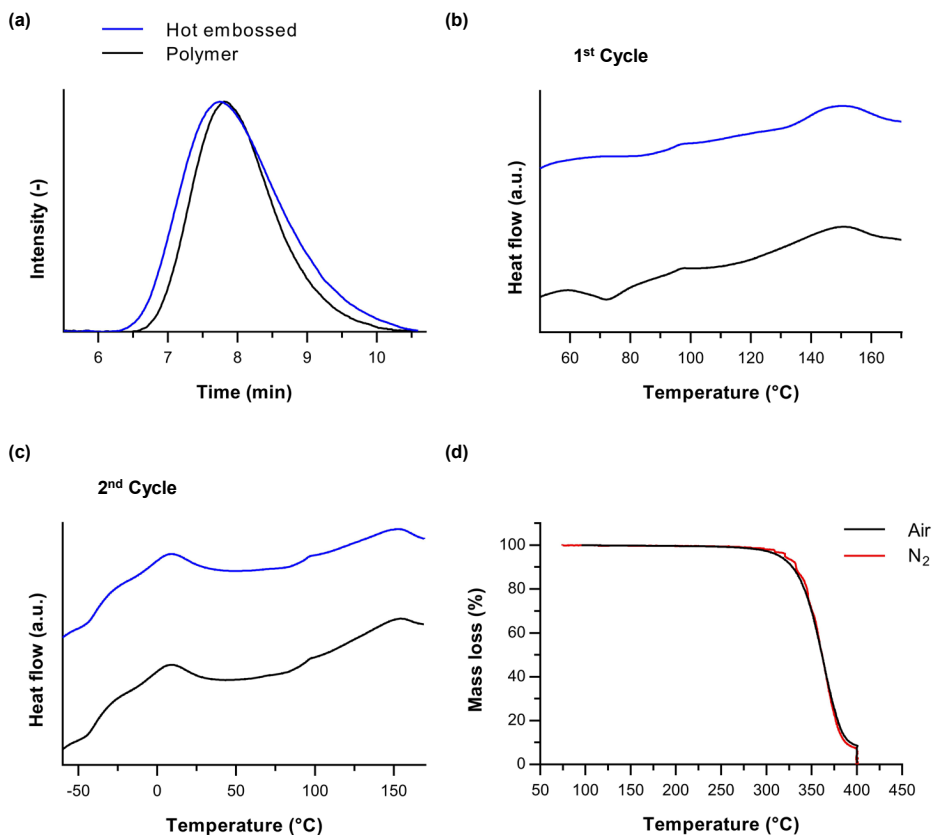 (a)
Hot embossed
Polymer
Intensity (-)
6 7 8 9 10
Time (min)
(b)
1st Cycle
Heat flow (a.u.)
60 80 100 120 140 160
Temperature (°C)
(c)
2nd Cycle
Heat flow (a.u.)
-50 0 50 100 150
Temperature (°C)
(d)
Air
N2
Mass loss (%)
100
80
60
40
20
10
0
50 100 150 200 250 300 350 400 450
Temperature (°C)